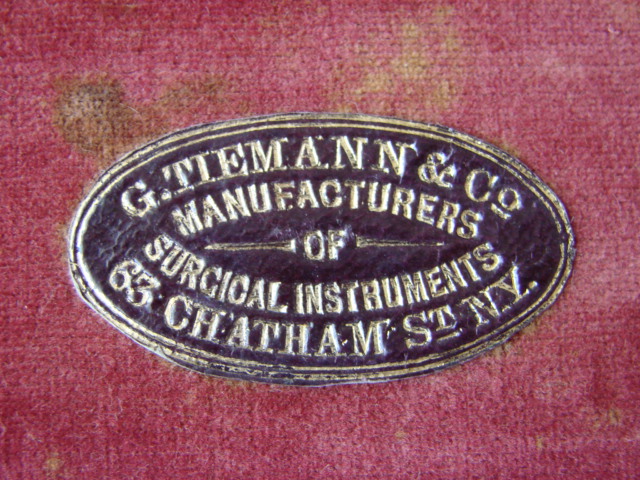 G. TIEMANN & Co
MANUFACTURERS
OF
SURGICAL INSTRUMENTS
63 CHATHAM ST. N.Y.